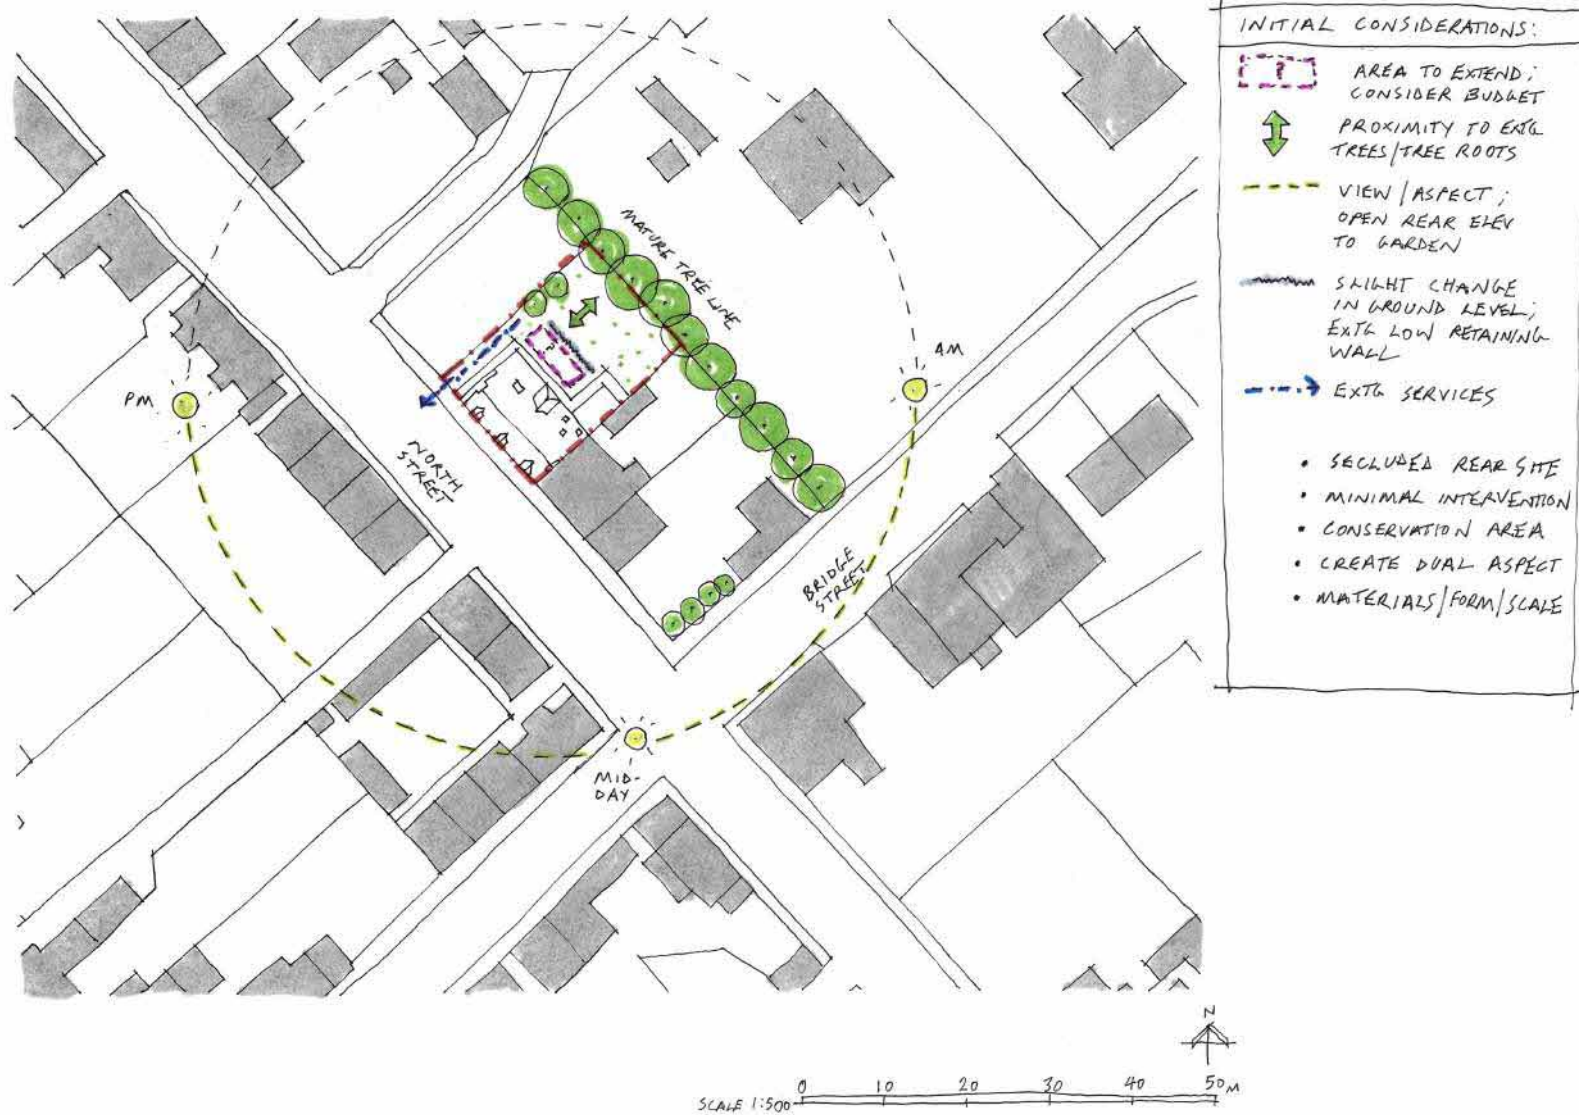 INITIAL CONSIDERATIONS:
?
AREA TO EXTEND;
CONSIDER BUDGET
PROXIMITY TO EXTG
TREES/TREE ROOTS
VIEW/ASPECT;
OPEN REAR ELEV
TO GARDEN
SLIGHT CHANGE
IN GROUND LEVEL;
EXTG LOW RETAINING
WALL
EXTG SERVICES
• SECLUDED REAR SITE
• MINIMAL INTERVENTION
• CONSERVATION AREA
• CREATE DUAL ASPECT
• MATERIALS/FORM/SCALE
MATURE TREE LINE
AM
PM
NORTH
STREET
BRIDGE
STREET
MID-
DAY
N
SCALE 1:500
0 10 20 30 40 50M